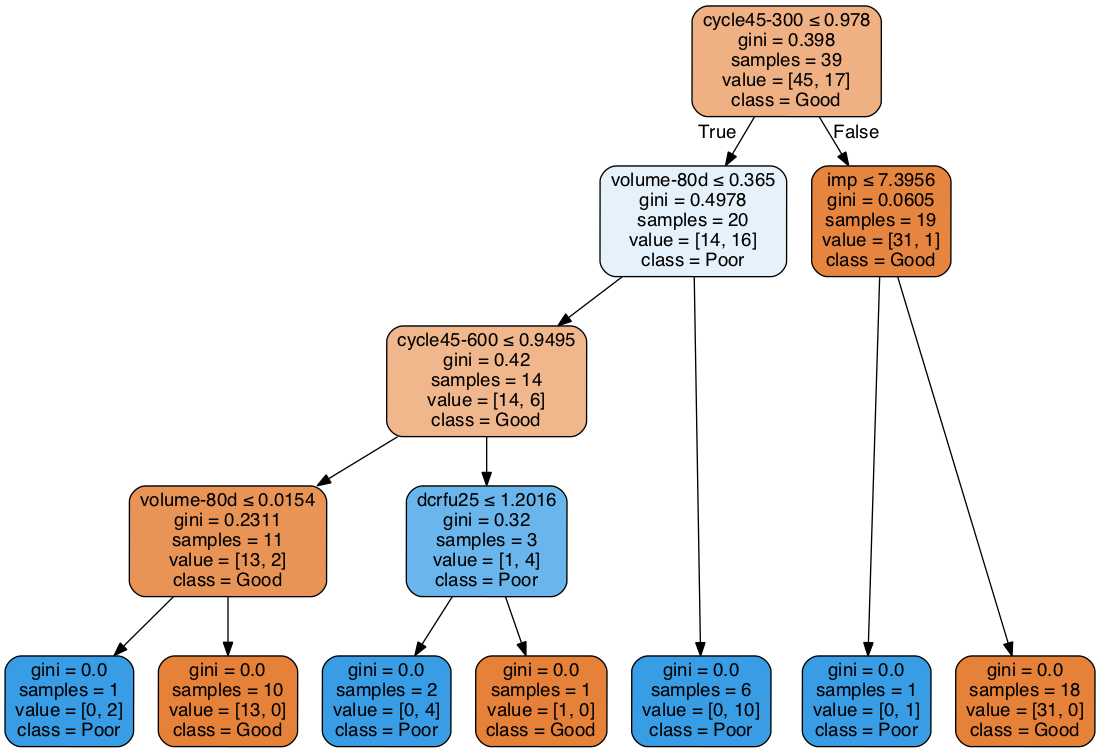 cycle45-300 ≤ 0.978
gini = 0.398
samples = 39
value = [45, 17]
class = Good
True
False
volume-80d ≤ 0.365
gini = 0.4978
samples = 20
value = [14, 16]
class = Poor
imp ≤ 7.3956
gini = 0.0605
samples = 19
value = [31, 1]
class = Good
cycle45-600 ≤ 0.9495
gini = 0.42
samples = 14
value = [14, 6]
class = Good
volume-80d ≤ 0.0154
gini = 0.2311
samples = 11
value = [13, 2]
class = Good
dcrfu25 ≤ 1.2016
gini = 0.32
samples = 3
value = [1, 4]
class = Poor
gini = 0.0
samples = 1
value = [0, 2]
class = Poor
gini = 0.0
samples = 10
value = [13, 0]
class = Good
gini = 0.0
samples = 2
value = [0, 4]
class = Poor
gini = 0.0
samples = 1
value = [1, 0]
class = Good
gini = 0.0
samples = 6
value = [0, 10]
class = Poor
gini = 0.0
samples = 1
value = [0, 1]
class = Poor
gini = 0.0
samples = 18
value = [31, 0]
class = Good